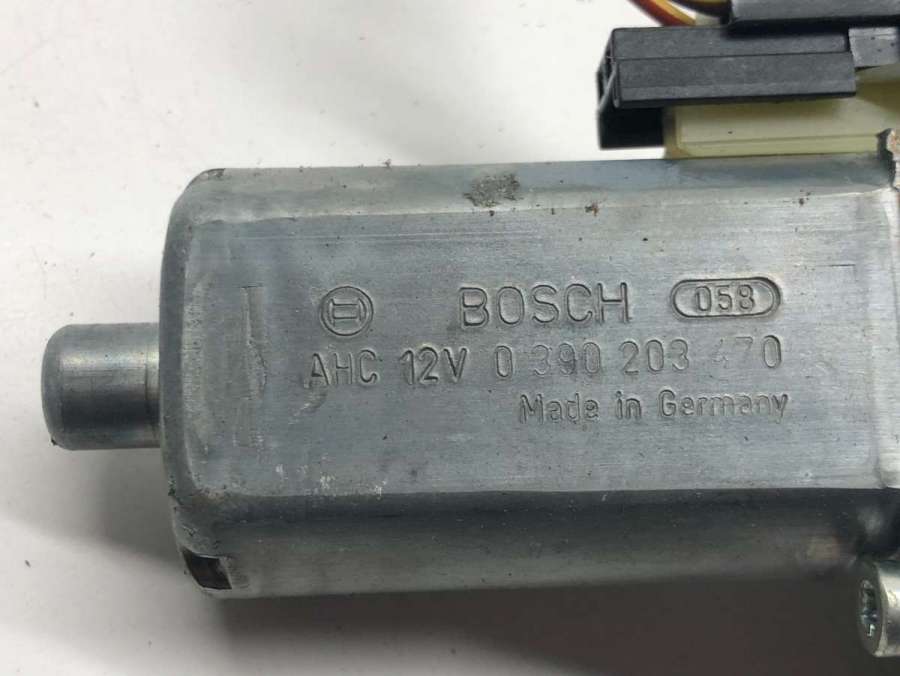 BOSCH 058
AHC 12V 0 390 203 470
Made in Germany